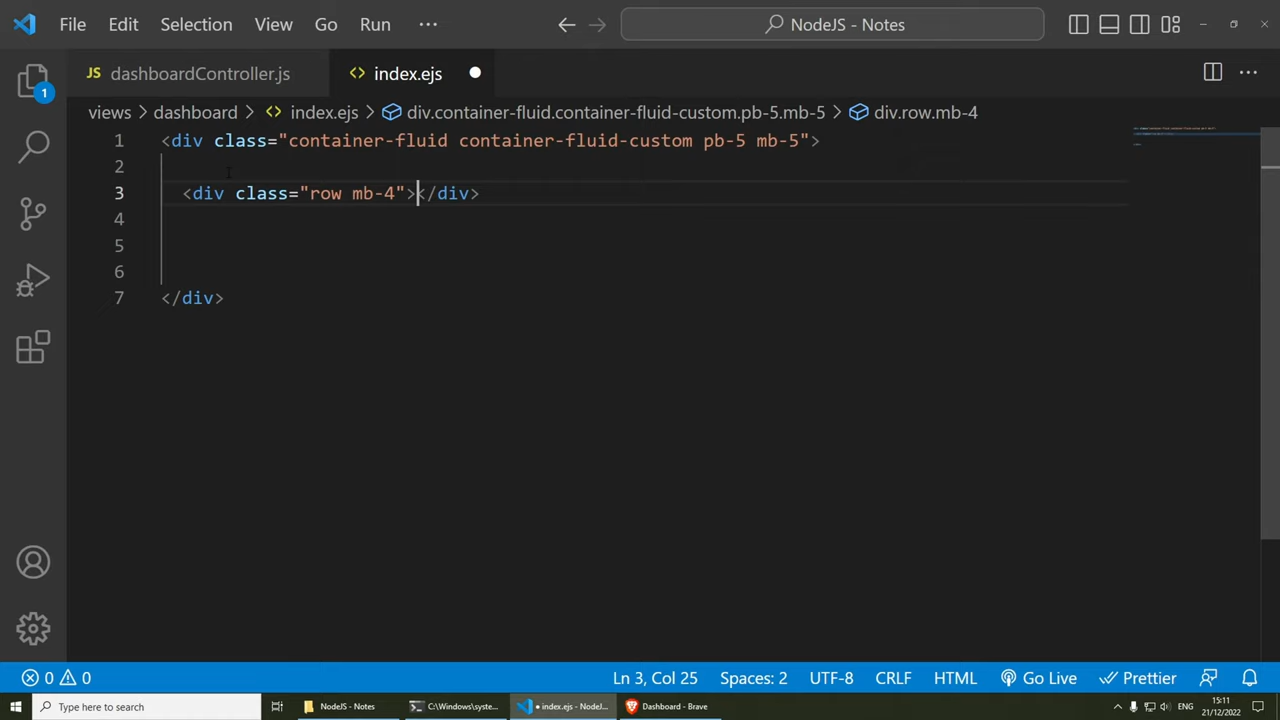 File Edit Selection View Go Run ··· NodeJS - Notes
JS dashboardController.js <> index.ejs
views > dashboard > <> index.ejs > div.container-fluid.container-fluid-custom.pb-5.mb-5 > div.row.mb-4
1 <div class="container-fluid container-fluid-custom pb-5 mb-5">
2
3 <div class="row mb-4"></div>
4
5
6
7 </div>
1
0 0 Ln 3, Col 25 Spaces: 2 UTF-8 CRLF HTML Go Live Prettier
Type here to search NodeJS - Notes C:\Windows\syste... index.ejs - NodeJ... Dashboard - Brave ENG 15:11
21/12/2022